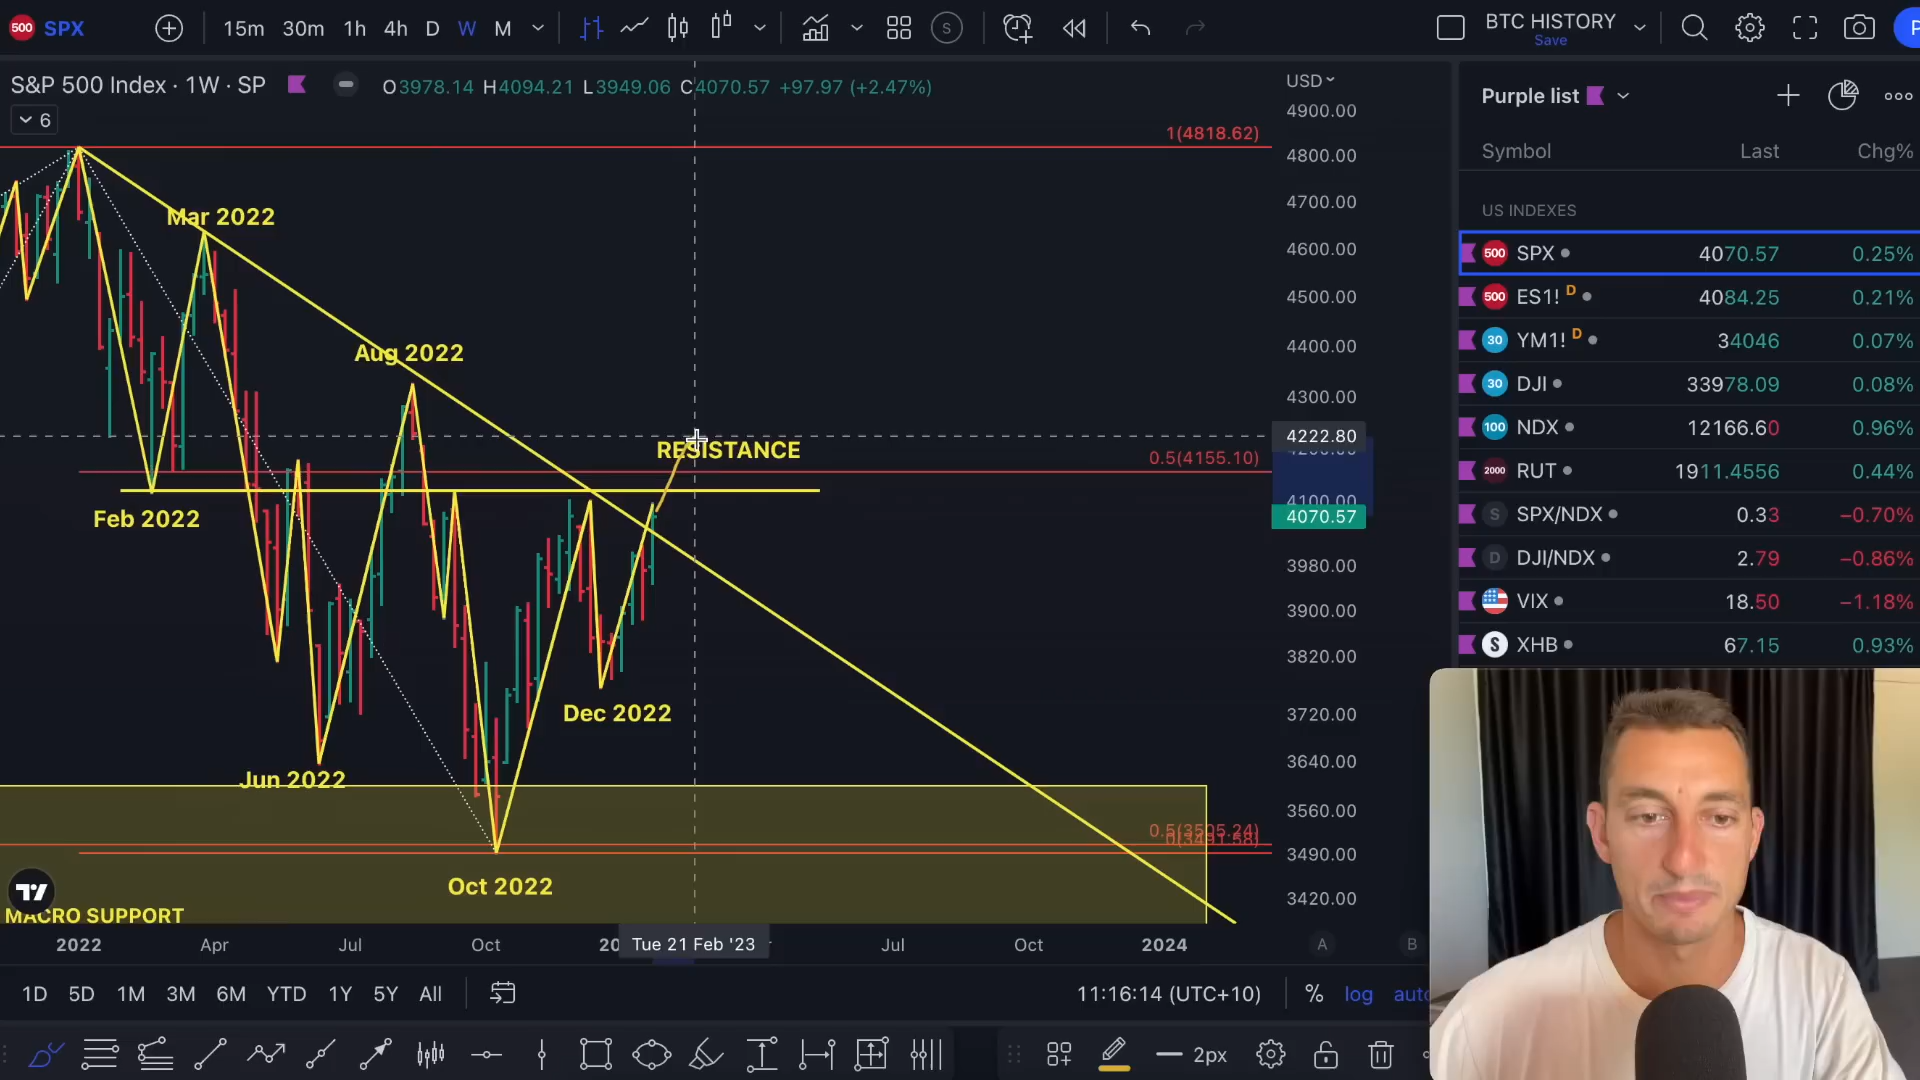 500 SPX 15m 30m 1h 4h D W M S BTC HISTORY
Save
S&P 500 Index · 1W · SP O3978.14 H4094.21 L3949.06 C4070.57 +97.97 (+2.47%)
6
USD
4900.00
4800.00
4700.00
4600.00
4500.00
4400.00
4300.00
4222.80
4100.00
4070.57
3980.00
3900.00
3820.00
3720.00
3640.00
3560.00
3490.00
3420.00
1(4818.62)
Mar 2022
Aug 2022
RESISTANCE
0.5(4155.10)
Feb 2022
Dec 2022
Jun 2022
0.5(3505.24)
0(3491.58)
Oct 2022
MACRO SUPPORT
2022 Apr Jul Oct Tue 21 Feb '23 Jul Oct 2024 A B
1D 5D 1M 3M 6M YTD 1Y 5Y All 11:16:14 (UTC+10) % log auto
2px
Purple list
Symbol Last Chg%
US INDEXES
500 SPX 4070.57 0.25%
500 ES1! D 4084.25 0.21%
30 YM1! D 34046 0.07%
30 DJI 33978.09 0.08%
100 NDX 12166.60 0.96%
2000 RUT 1911.4556 0.44%
S SPX/NDX 0.33 −0.70%
D DJI/NDX 2.79 −0.86%
VIX 18.50 −1.18%
S XHB 67.15 0.93%